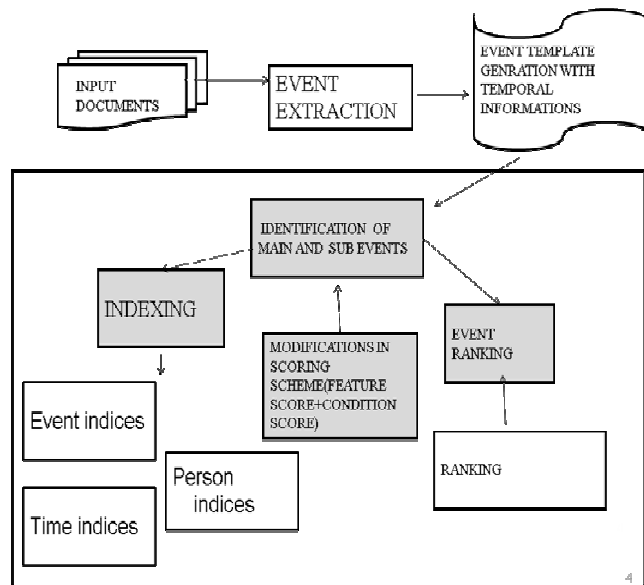 INPUT
DOCUMENTS
EVENT
EXTRACTION
EVENT TEMPLATE
GENRATION WITH
TEMPORAL
INFORMATIONS
IDENTIFICATION OF
MAIN AND SUB EVENTS
INDEXING
MODIFICATIONS IN
SCORING
SCHEME(FEATURE
SCORE+CONDITION
SCORE)
EVENT
RANKING
Event indices
Person
indices
Time indices
RANKING
4